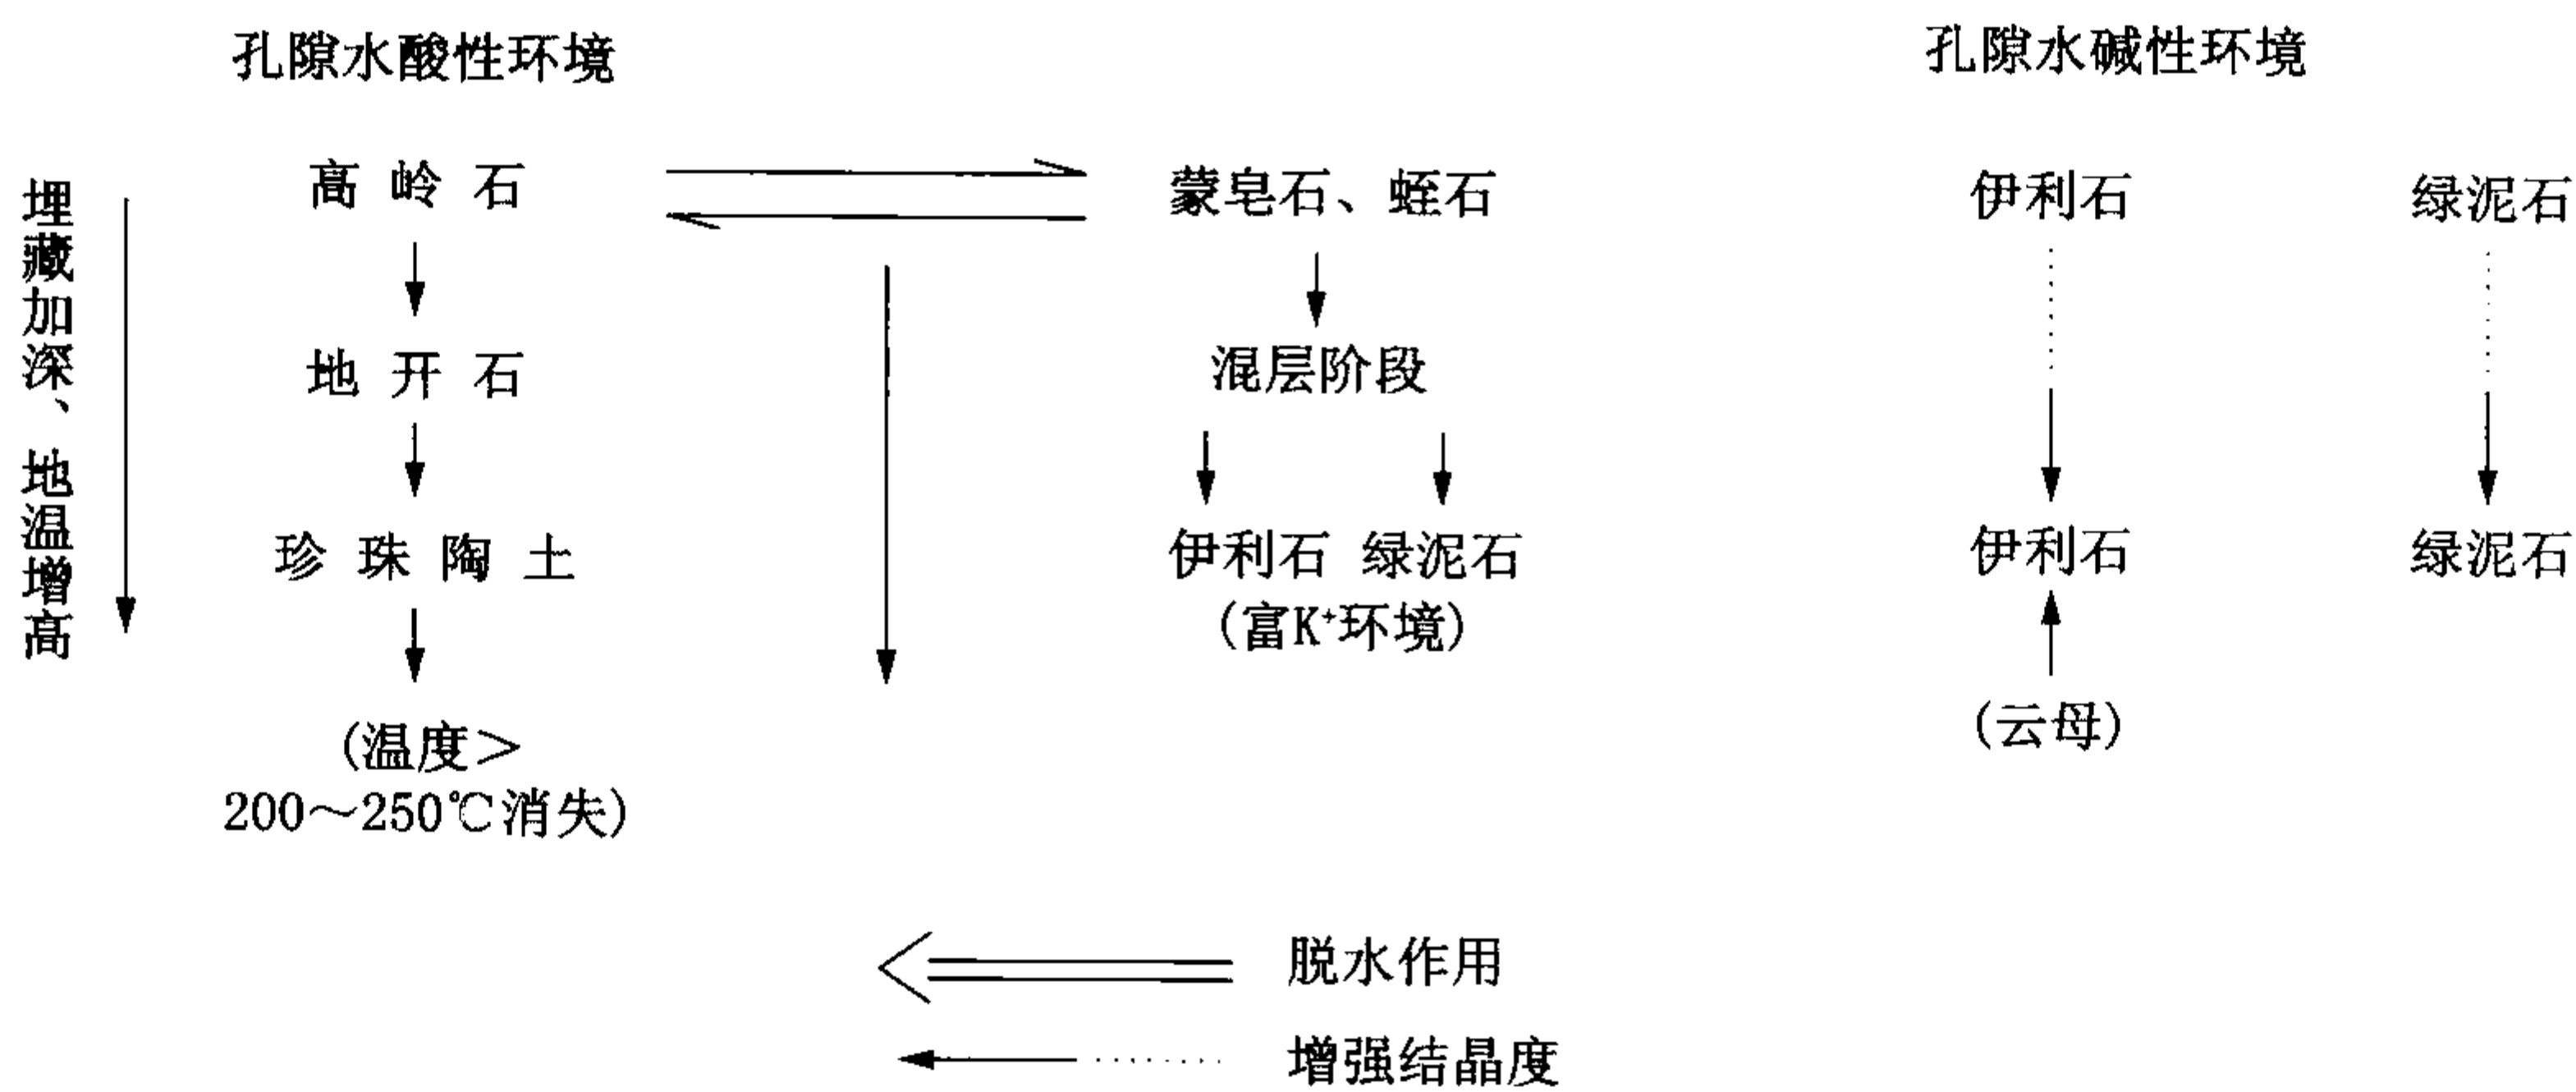 孔隙水酸性环境
孔隙水碱性环境
埋藏加深、地温增高
高岭石
蒙皂石、蛭石
伊利石
绿泥石
地开石
混层阶段
珍珠陶土
伊利石 绿泥石
(富K⁺环境)
伊利石
绿泥石
(温度>
200～250℃消失)
(云母)
脱水作用
增强结晶度